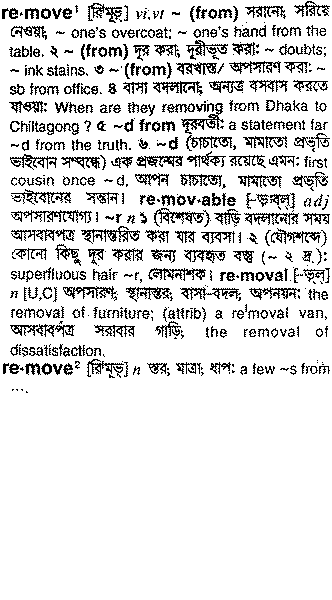 re·move¹ [রিমূভ্] vi,vt ~ (from) সরানো, সরিয়ে
নেওয়া, ~ one's overcoat; ~ one's hand from the
table. ২ ~ (from) দূর করা; দূরীভূত করা: ~ doubts;
~ ink stains. ৩ ~ (from) বরখাস্ত/ অপসারণ করা: ~
sb from office. ৪ বাসা বদলানো, অন্যত্র বসবাস করতে
যাওয়া: When are they removing from Dhaka to
Chittagong ? ৫ ~d from দূরবর্তী: a statement far
~d from the truth. ৬ ~d (চাচাতো, মামাতো প্রভৃতি
ভাইবোন সম্বন্ধে) এক প্রজন্মের পার্থক্য রয়েছে এমন: first
cousin once ~d, আপন চাচাতো, মামাতো প্রভৃতি
ভাইবোনের সন্তান। re·mov·able [-ভ্যব্‌ল্] adj
অপসারণযোগ্য। ~r n ১ (বিশেষত) বাড়ি বদলানোর সময়
আসবাবপত্র স্থানান্তরিত করা যার ব্যবসা। ২ (যৌগশব্দে)
কোনো কিছু দূর করার জন্য ব্যবহৃত বস্তু (~ ২ দ্র.):
superfluous hair ~r, লোমনাশক। re·moval [-ভ্‌ল্]
n [U,C] অপসারণ; স্থানান্তর; বাসা-বদল; অপনয়ন: the
removal of furniture; (attrib) a re'moval van,
আসবাবপত্র সরাবার গাড়ি; the removal of
dissatisfaction.
re·move² [রিমূভ্] n স্তর; মাত্রা; ধাপ: a few ~s from
....